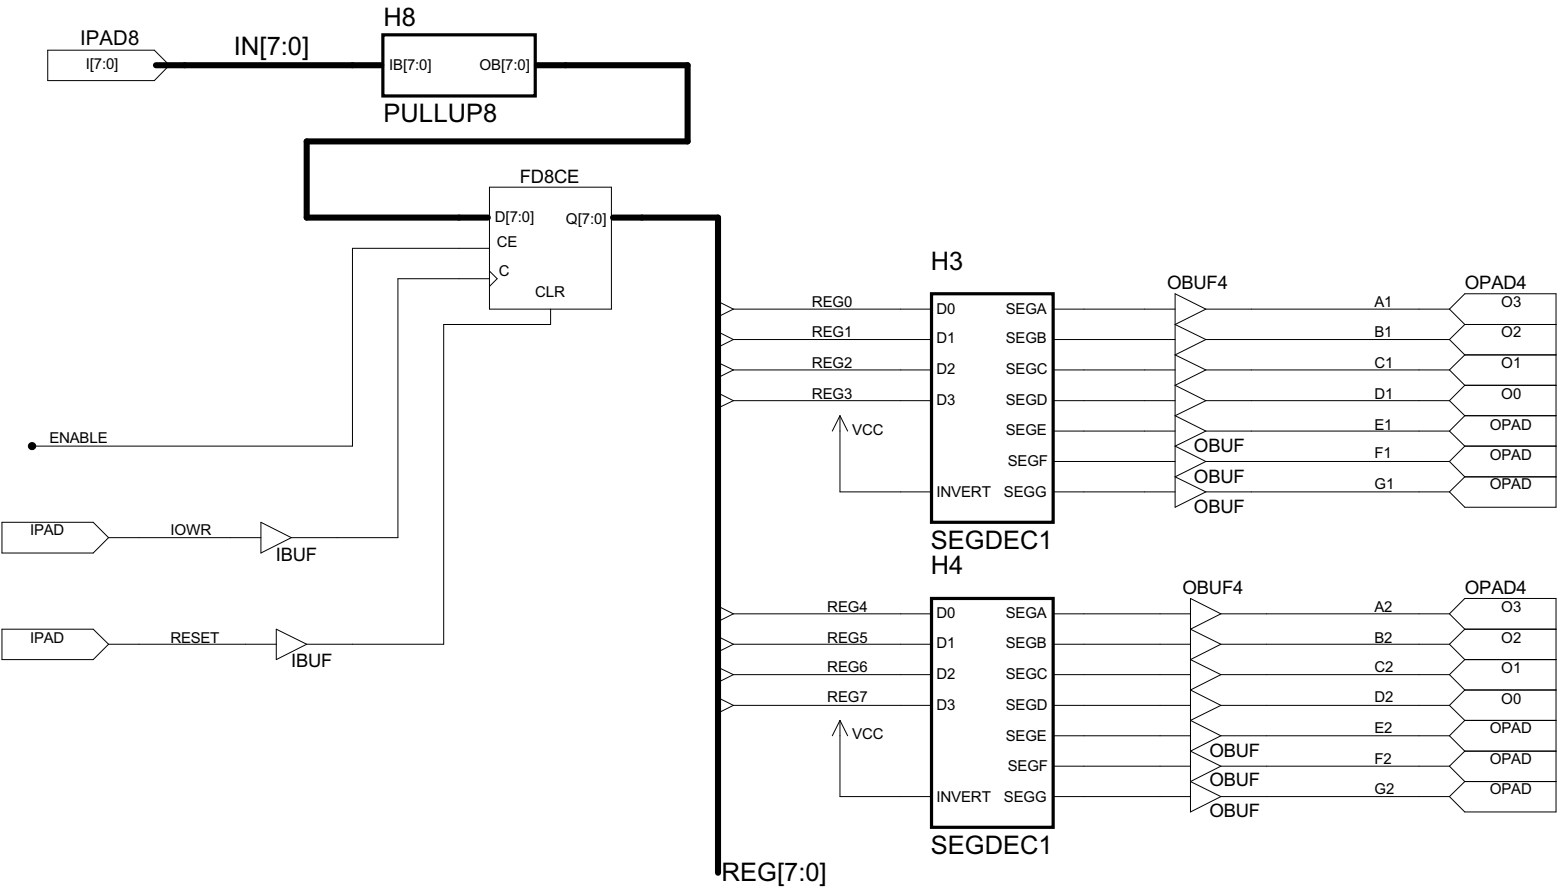 H8
IPAD8
IN[7:0]
I[7:0]
IB[7:0] OB[7:0]
PULLUP8
FD8CE
D[7:0] Q[7:0]
CE
C
CLR
H3
OBUF4 OPAD4
REG0 D0 SEGA A1 O3
REG1 D1 SEGB B1 O2
REG2 D2 SEGC C1 O1
REG3 D3 SEGD D1 O0
VCC SEGE E1 OPAD
OBUF
SEGF F1 OPAD
OBUF
INVERT SEGG G1 OPAD
OBUF
SEGDEC1
ENABLE
IPAD IOWR
IBUF
H4
OBUF4 OPAD4
REG4 D0 SEGA A2 O3
IPAD RESET
IBUF
REG5 D1 SEGB B2 O2
REG6 D2 SEGC C2 O1
REG7 D3 SEGD D2 O0
VCC SEGE E2 OPAD
OBUF
SEGF F2 OPAD
OBUF
INVERT SEGG G2 OPAD
OBUF
SEGDEC1
REG[7:0]